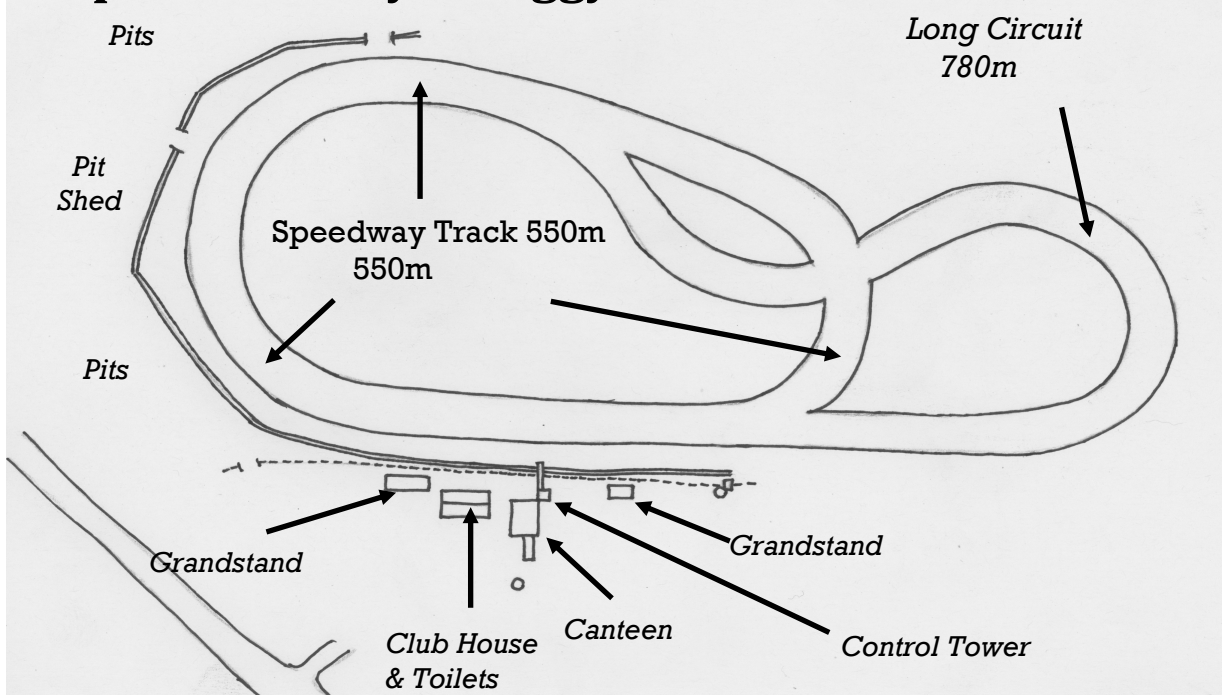 Pits
Long Circuit
780m
Pit
Shed
Speedway Track 550m
550m
Pits
Grandstand
Grandstand
Canteen
Club House
& Toilets
Control Tower